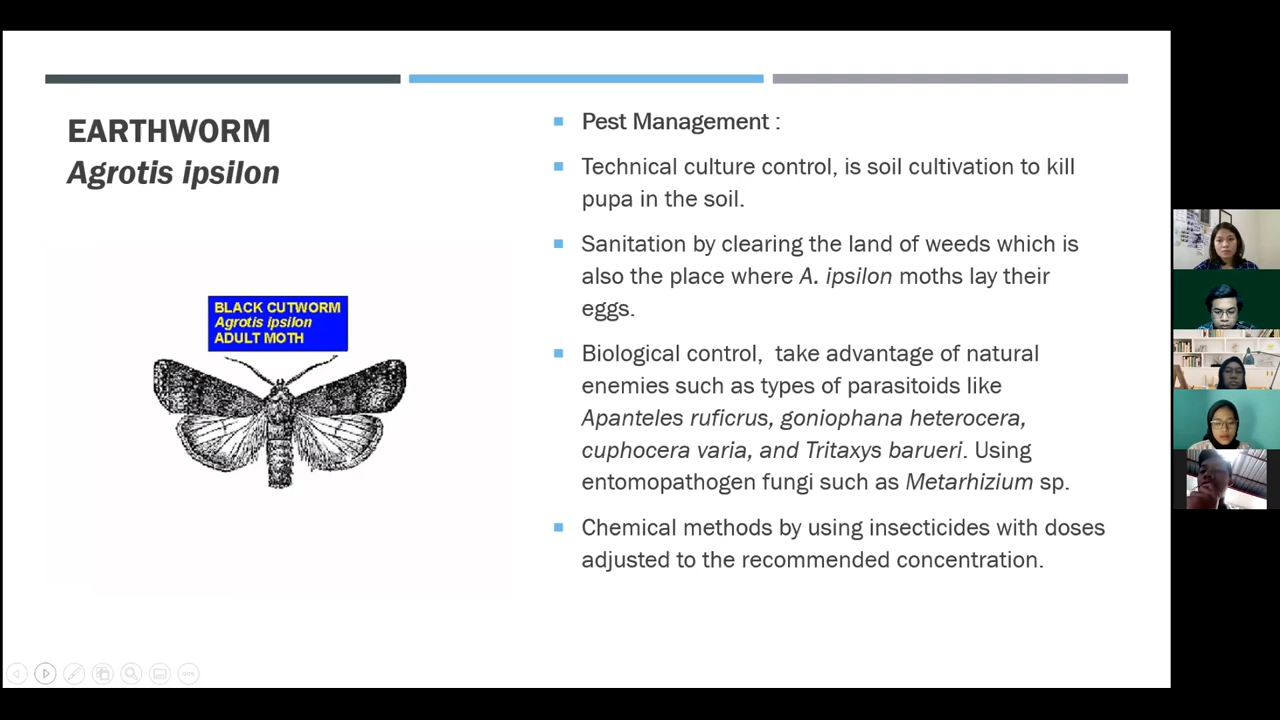 EARTHWORM
Agrotis ipsilon
BLACK CUTWORM
Agrotis ipsilon
ADULT MOTH
Pest Management :
Technical culture control, is soil cultivation to kill
pupa in the soil.
Sanitation by clearing the land of weeds which is
also the place where A. ipsilon moths lay their
eggs.
Biological control,  take advantage of natural
enemies such as types of parasitoids like
Apanteles ruficrus, goniophana heterocera,
cuphocera varia, and Tritaxys barueri. Using
entomopathogen fungi such as Metarhizium sp.
Chemical methods by using insecticides with doses
adjusted to the recommended concentration.